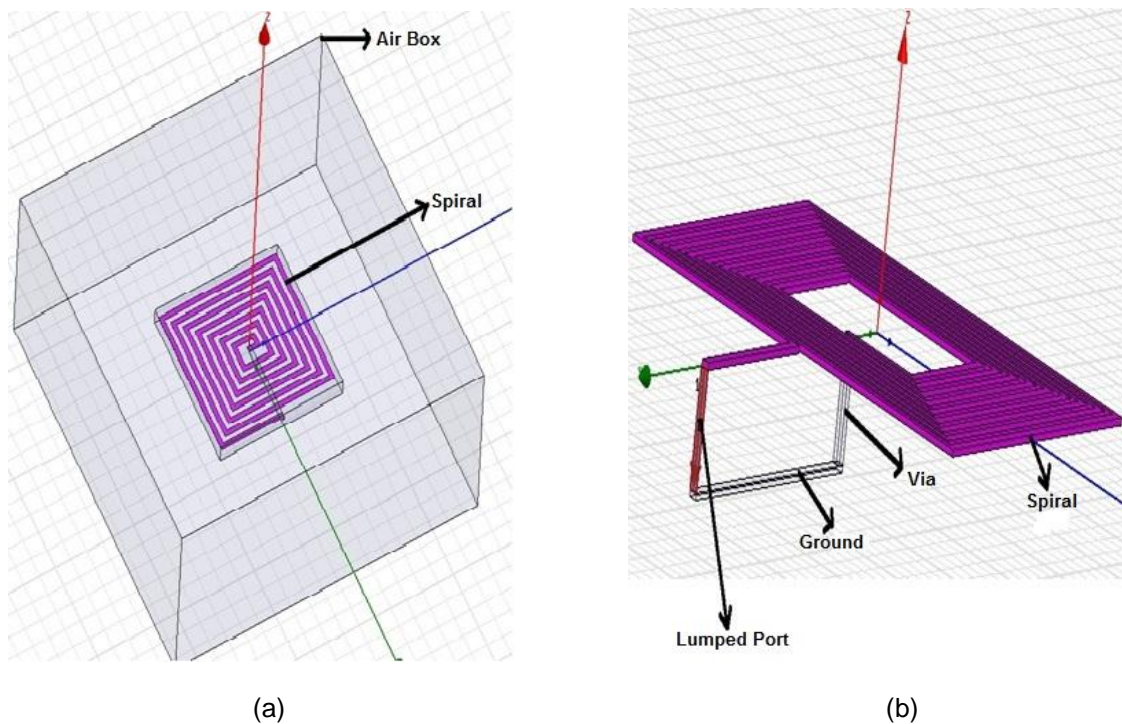 Z
Air Box
Spiral
Z
Via
Spiral
Ground
Lumped Port
(a)
(b)